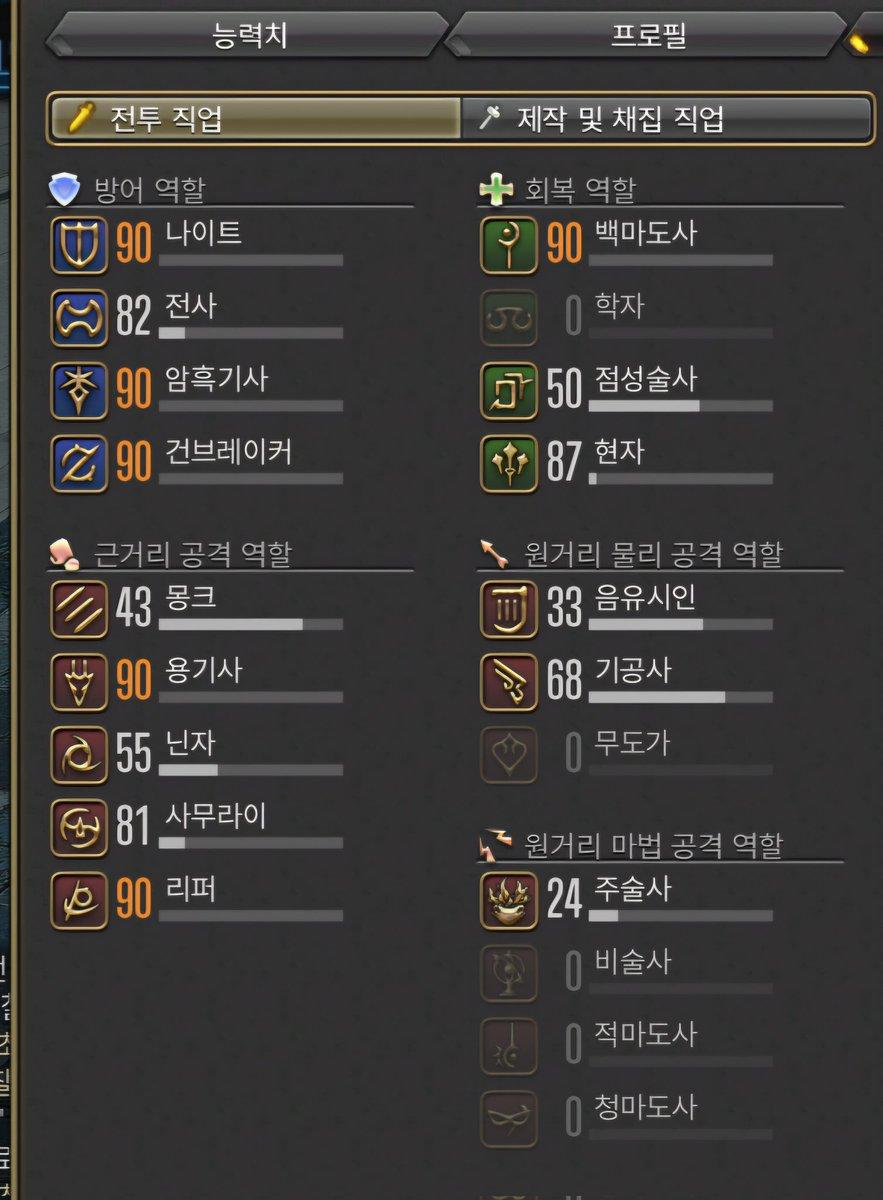 능력치
프로필
전투 직업
제작 및 채집 직업
방어 역할
90 나이트
82 전사
90 암흑기사
90 건브레이커
근거리 공격 역할
43 몽크
90 용기사
55 닌자
81 사무라이
90 리퍼
회복 역할
90 백마도사
0 학자
50 점성술사
87 현자
원거리 물리 공격 역할
33 음유시인
68 기공사
0 무도가
원거리 마법 공격 역할
24 주술사
0 비술사
0 적마도사
0 청마도사